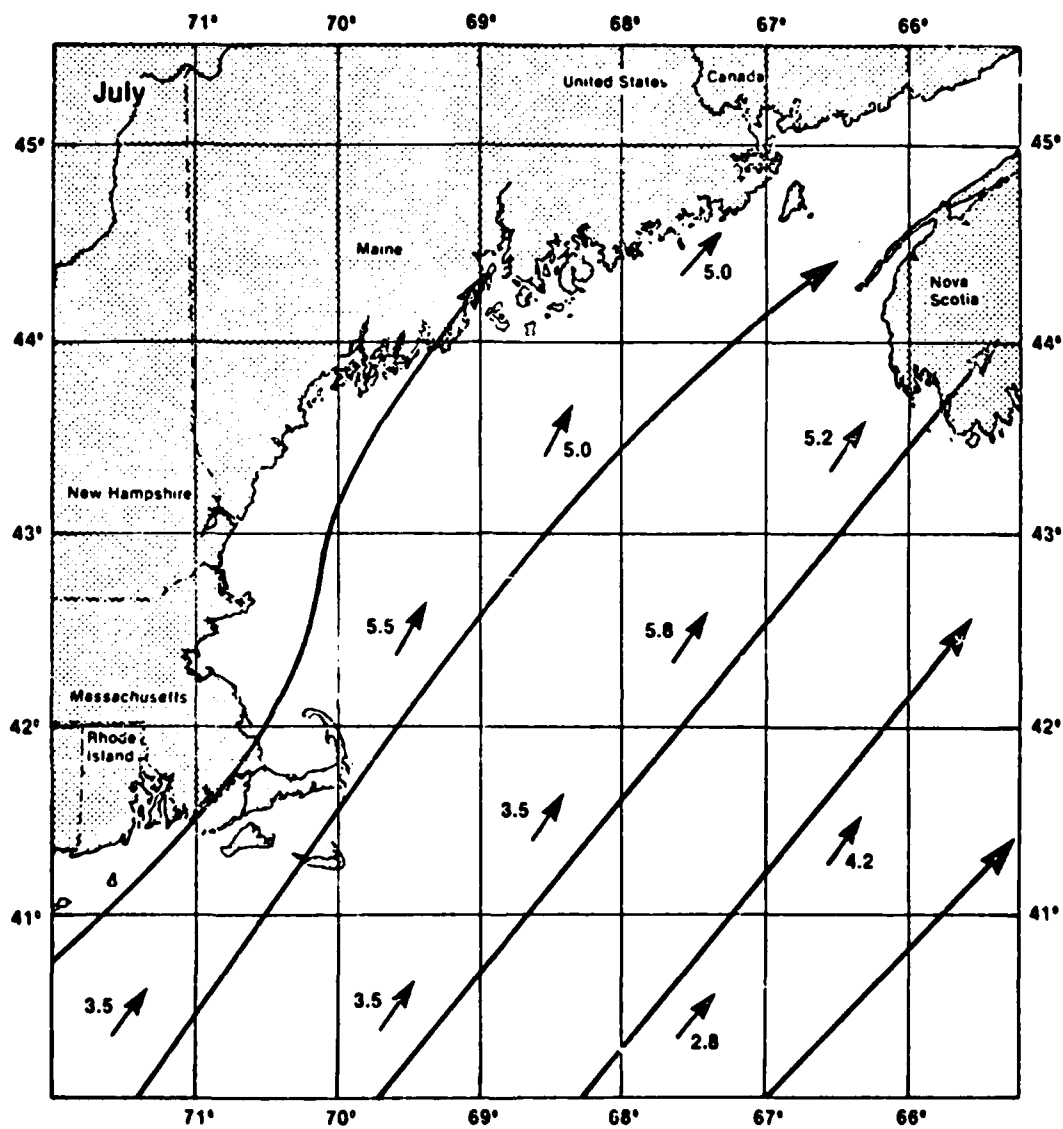 71° 70° 69° 68° 67° 66°
July
United States
Canada
45° 45°
Maine
5.0
Nova
Scotia
44° 44°
5.0
5.2
New Hampshire
43° 43°
5.5
5.8
Massachusetts
42° 42°
Rhode
Island
3.5
4.2
41° 41°
3.5
3.5
2.8
71° 70° 69° 68° 67° 66°